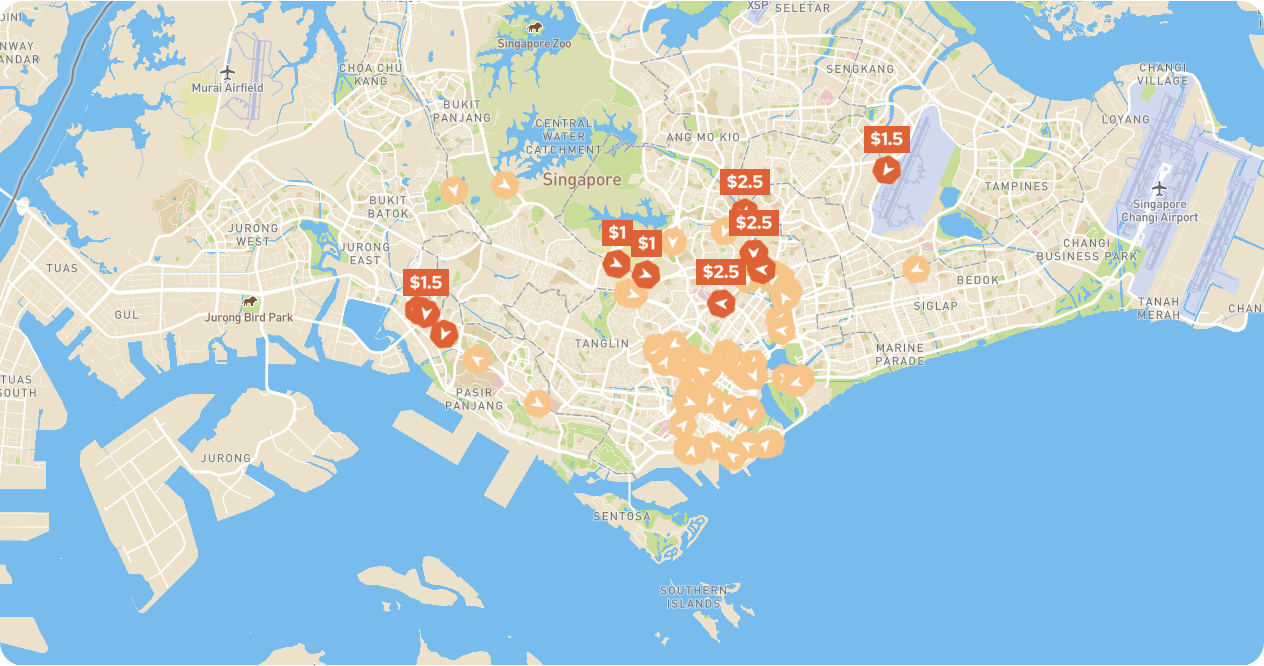 XSP
SELETAR
DINI
Singapore Zoo
NWAY
ANDAR
CHOA CHU
KANG
SENGKANG
CHANGI
VILLAGE
Murai Airfield
BUKIT
PANJANG
LOYANG
CENTRAL
WATER
CATCHMENT
ANG MO KIO
$1.5
Singapore
$2.5
TAMPINES
Singapore
Changi Airport
BUKIT
BATOK
$2.5
JURONG
WEST
$1
$1
JURONG
EAST
CHANGI
BUSINESS PARK
TUAS
$2.5
$1.5
BEDOK
Jurong Bird Park
GUL
SIGLAP
TANAH
MERAH
CHAN
TANGLIN
MARINE
PARADE
TUAS
SOUTH
PASIR
PANJANG
JURONG
SENTOSA
SOUTHERN
ISLANDS